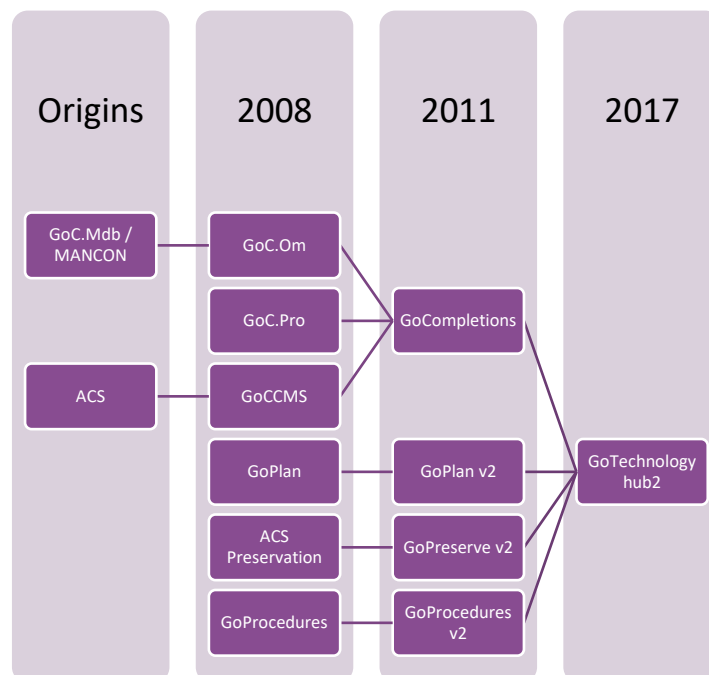 Origins
2008
2011
2017
GoC.Mdb /
MANCON
GoC.Om
GoC.Pro
GoCompletions
ACS
GoCCMS
GoPlan
GoPlan v2
GoTechnology
hub2
ACS
Preservation
GoPreserve v2
GoProcedures
GoProcedures
v2